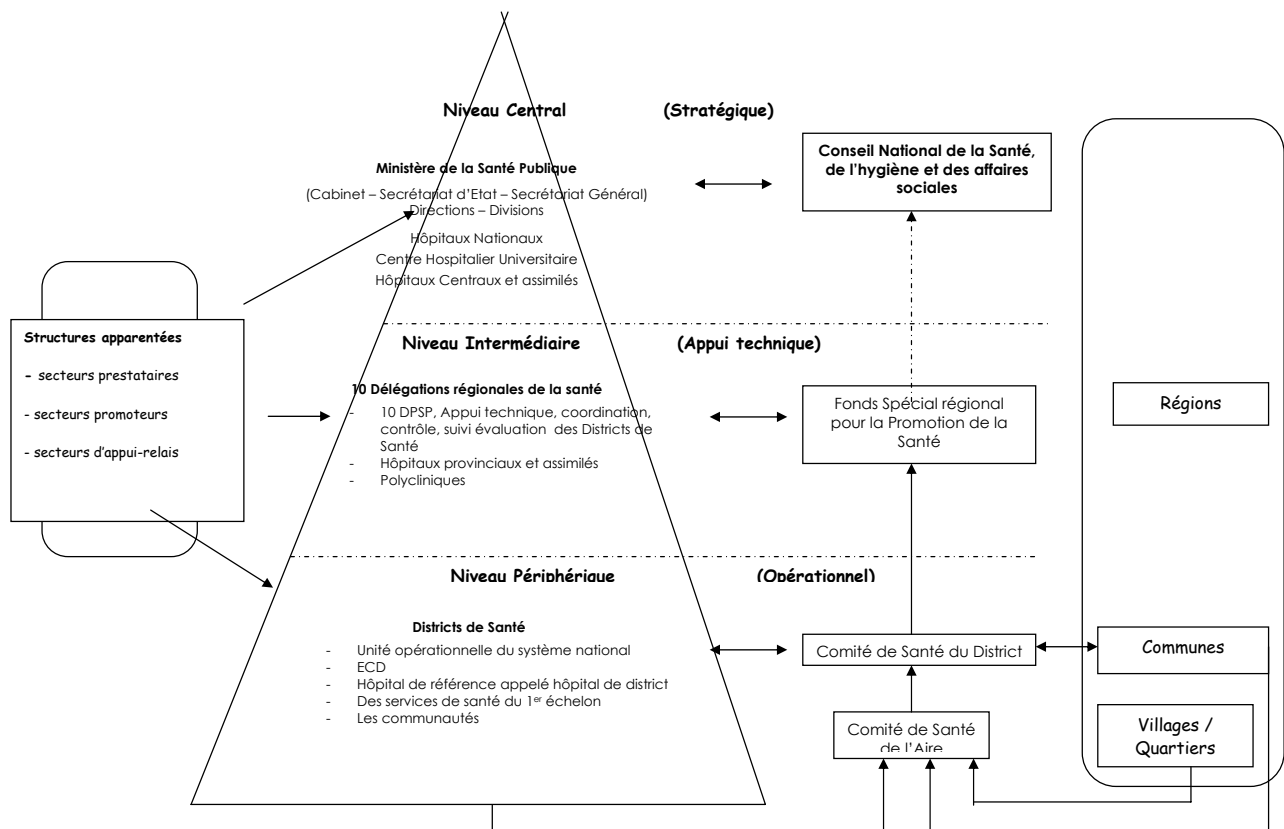 Niveau Central (Stratégique)
Ministère de la Santé Publique
(Cabinet – Secrétariat d'Etat – Secrétariat Général)
Directions – Divisions
Hôpitaux Nationaux
Centre Hospitalier Universitaire
Hôpitaux Centraux et assimilés
Conseil National de la Santé,
de l'hygiène et des affaires
sociales
Structures apparentées
- secteurs prestataires
- secteurs promoteurs
- secteurs d'appui-relais
Niveau Intermédiaire (Appui technique)
10 Délégations régionales de la santé
- 10 DPSP, Appui technique, coordination,
contrôle, suivi évaluation des Districts de
Santé
- Hôpitaux provinciaux et assimilés
- Polycliniques
Fonds Spécial régional
pour la Promotion de la
Santé
Régions
Niveau Périphérique (Opérationnel)
Districts de Santé
- Unité opérationnelle du système national
- ECD
- Hôpital de référence appelé hôpital de district
- Des services de santé du 1er échelon
- Les communautés
Comité de Santé du District
Communes
Comité de Santé
de l'Aire
Villages /
Quartiers